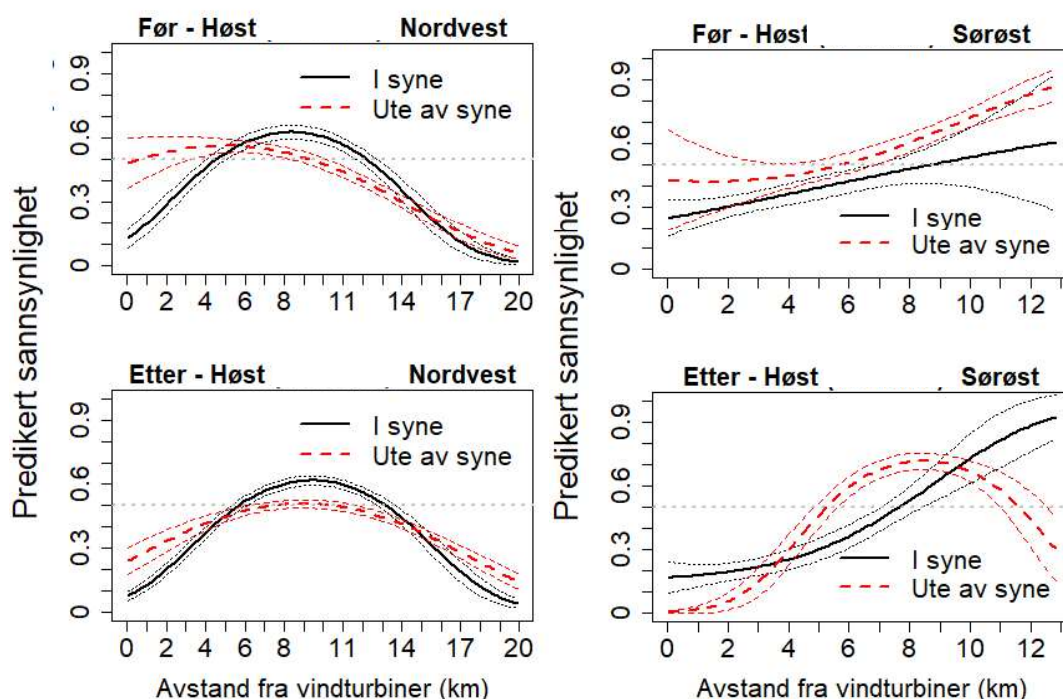 Før - Høst Nordvest
Predikert sannsynlighet
0.9
0.6
0.3
0
I syne
Ute av syne
0 2 4 6 8 11 14 17 20
Før - Høst Sørøst
Predikert sannsynlighet
0.9
0.6
0.3
0
I syne
Ute av syne
0 2 4 6 8 10 12
Etter - Høst Nordvest
0.9
0.6
0.3
0
I syne
Ute av syne
0 2 4 6 8 11 14 17 20
Avstand fra vindturbiner (km)
Etter - Høst Sørøst
0.9
0.6
0.3
0
I syne
Ute av syne
0 2 4 6 8 10 12
Avstand fra vindturbiner (km)